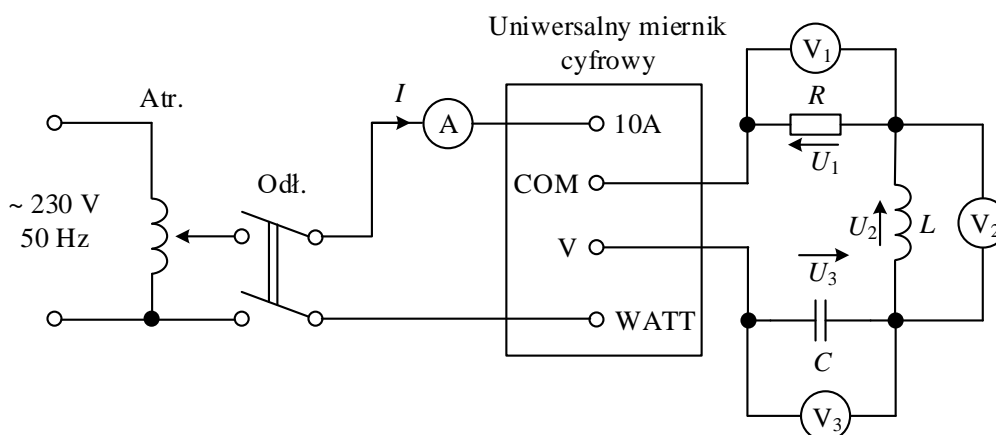 Uniwersalny miernik
cyfrowy
Atr.
~ 230 V
50 Hz
Odł.
I
A
10A
COM
V
WATT
V1
R
U1
U2
L
V2
U3
C
V3